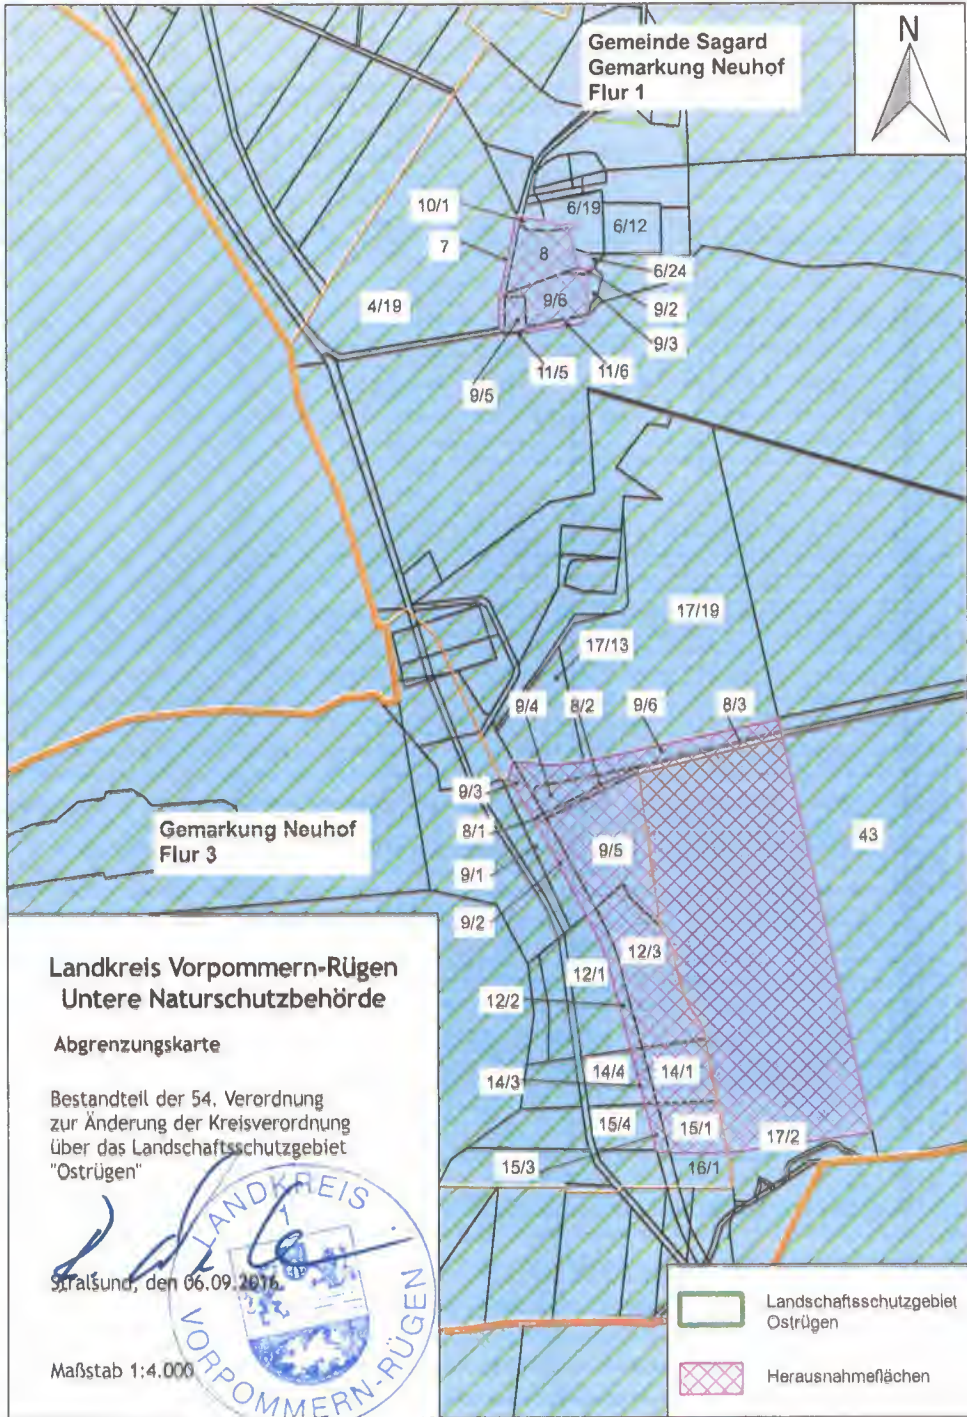 Gemeinde Sagard
Gemarkung Neuhof
Flur 1
N
10/1
6/19
6/12
7
8
6/24
4/19
9/6
9/2
9/3
9/5
11/5
11/6
17/19
17/13
9/4
8/2
9/6
8/3
9/3
8/1
9/1
9/2
9/5
43
Gemarkung Neuhof
Flur 3
12/3
12/1
12/2
14/3
14/4
14/1
15/4
15/1
17/2
15/3
16/1
Landkreis Vorpommern-Rügen
Untere Naturschutzbehörde
Abgrenzungskarte
Bestandteil der 54. Verordnung
zur Änderung der Kreisverordnung
über das Landschaftsschutzgebiet
"Ostrügen"
Stralsund, den 06.09.2016
Maßstab 1:4.000
LANDKREIS
VORPOMMERN-RÜGEN
Landschaftsschutzgebiet
Ostrügen
Herausnahmeflächen